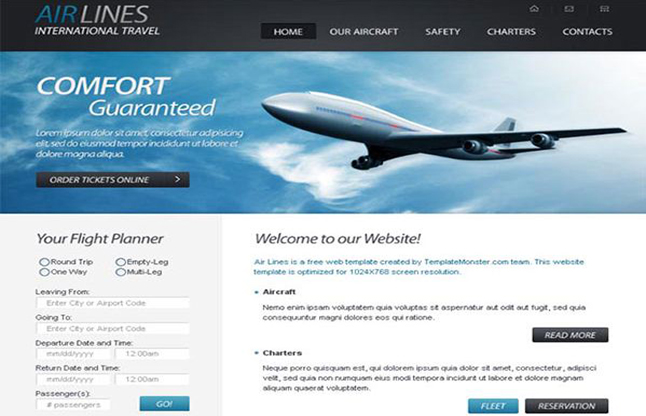 AIR LINES
INTERNATIONAL TRAVEL
HOME
OUR AIRCRAFT
SAFETY
CHARTERS
CONTACTS
COMFORT
Guaranteed
Lorem ipsum dolor sit amet, consectetur adipisicing
elit, sed do eiusmod tempor incididunt ut labore et
dolore magna aliqua.
ORDER TICKETS ONLINE >
Your Flight Planner
Round Trip
Empty-Leg
One Way
Multi-Leg
Leaving From:
Enter City or Airport Code
Going To:
Enter City or Airport Code
Departure Date and Time:
mm/dd/yyyy
12:00am
Return Date and Time:
mm/dd/yyyy
12:00am
Passenger(s):
# passengers
GO!
Welcome to our Website!
Air Lines is a free web template created by TemplateMonster.com team. This website
template is optimized for 1024X768 screen resolution.
Aircraft
Nemo enim ipsam voluptatem quia voluptas sit aspernatur aut odit aut fugit, sed quia
consequuntur magni dolores eos qui ratione.
READ MORE
Charters
Neque porro quisquam est, qui dolorem ipsum quia dolor sit amet, consectetur, adipisci
velit, sed quia non numquam eius modi tempora incidunt ut labore et dolore magnam
aliquam quaerat voluptatem.
FLEET
RESERVATION